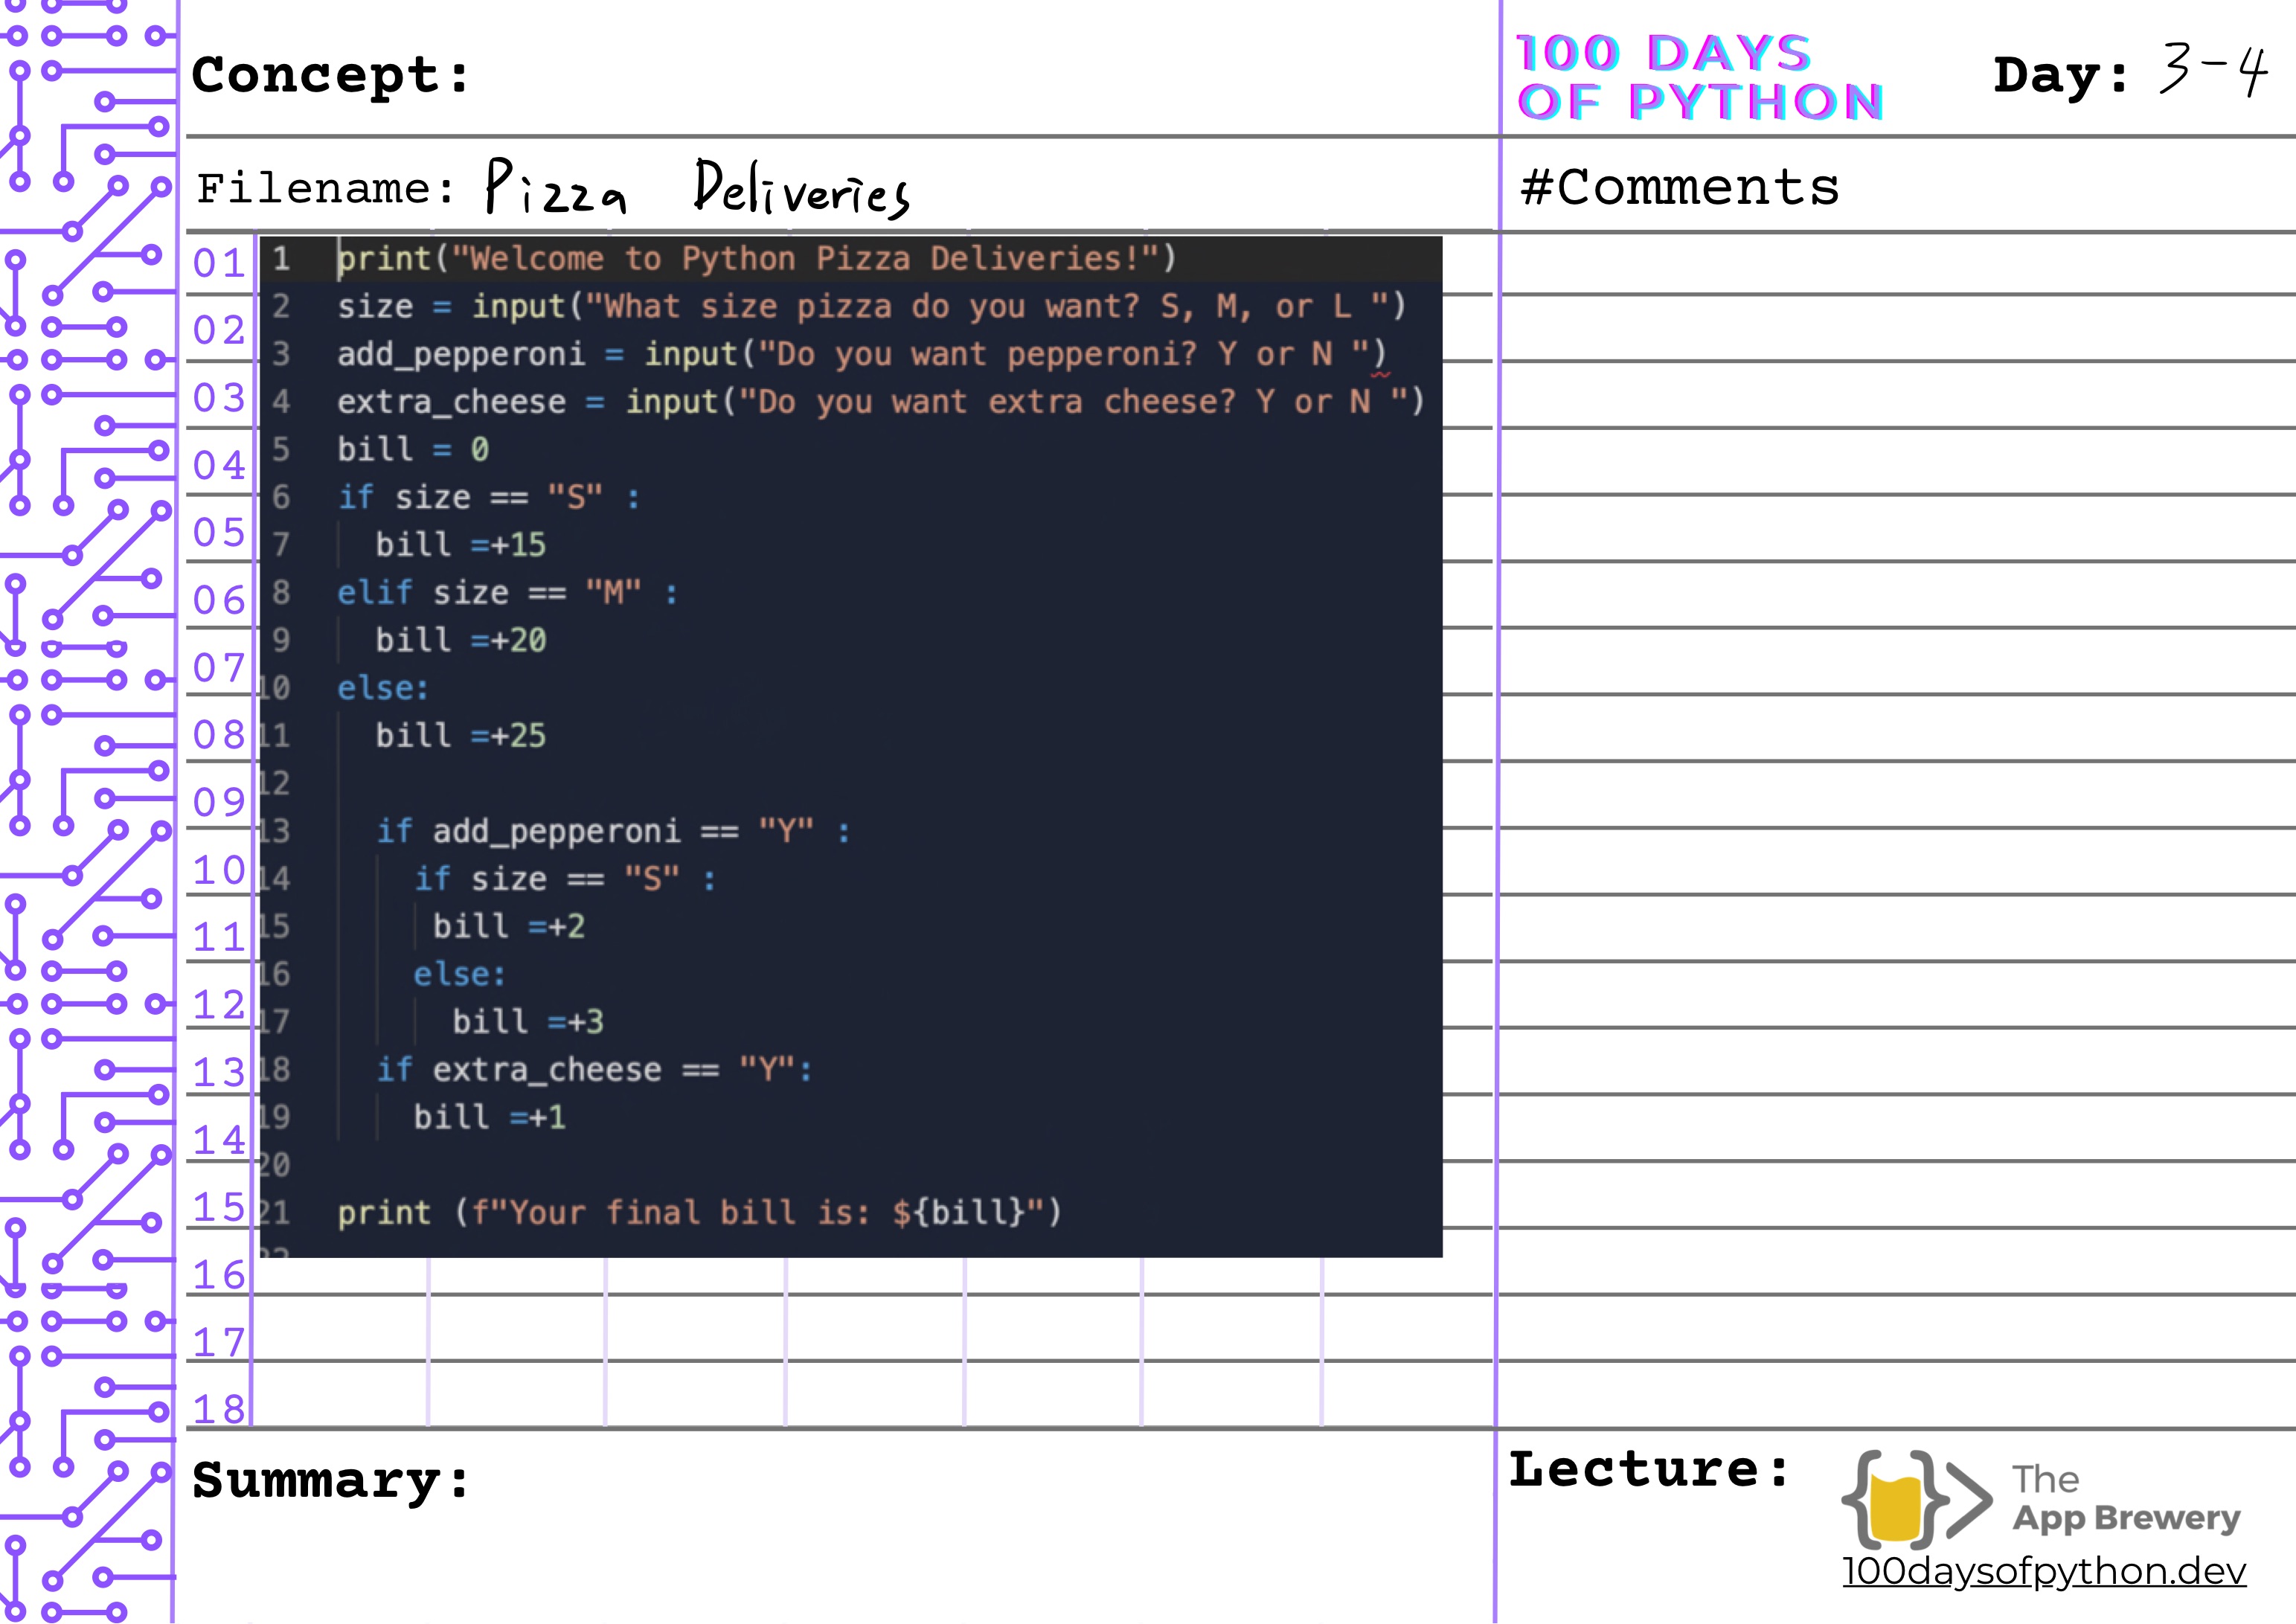 Concept:
100 DAYS
OF PYTHON
Day: 3-4
Filename: Pizza Deliveries
#Comments
01
02
03
04
05
06
07
08
09
10
11
12
13
14
15
16
17
18
1 print("Welcome to Python Pizza Deliveries!")
2 size = input("What size pizza do you want? S, M, or L ")
3 add_pepperoni = input("Do you want pepperoni? Y or N ")
4 extra_cheese = input("Do you want extra cheese? Y or N ")
5 bill = 0
6 if size == "S" :
7   bill =+15
8 elif size == "M" :
9   bill =+20
10 else:
11   bill =+25
12
13   if add_pepperoni == "Y" :
14     if size == "S" :
15      bill =+2
16     else:
17       bill =+3
18   if extra_cheese == "Y":
19     bill =+1
20
21 print (f"Your final bill is: ${bill}")
22
Summary:
Lecture:
The
App Brewery
100daysofpython.dev